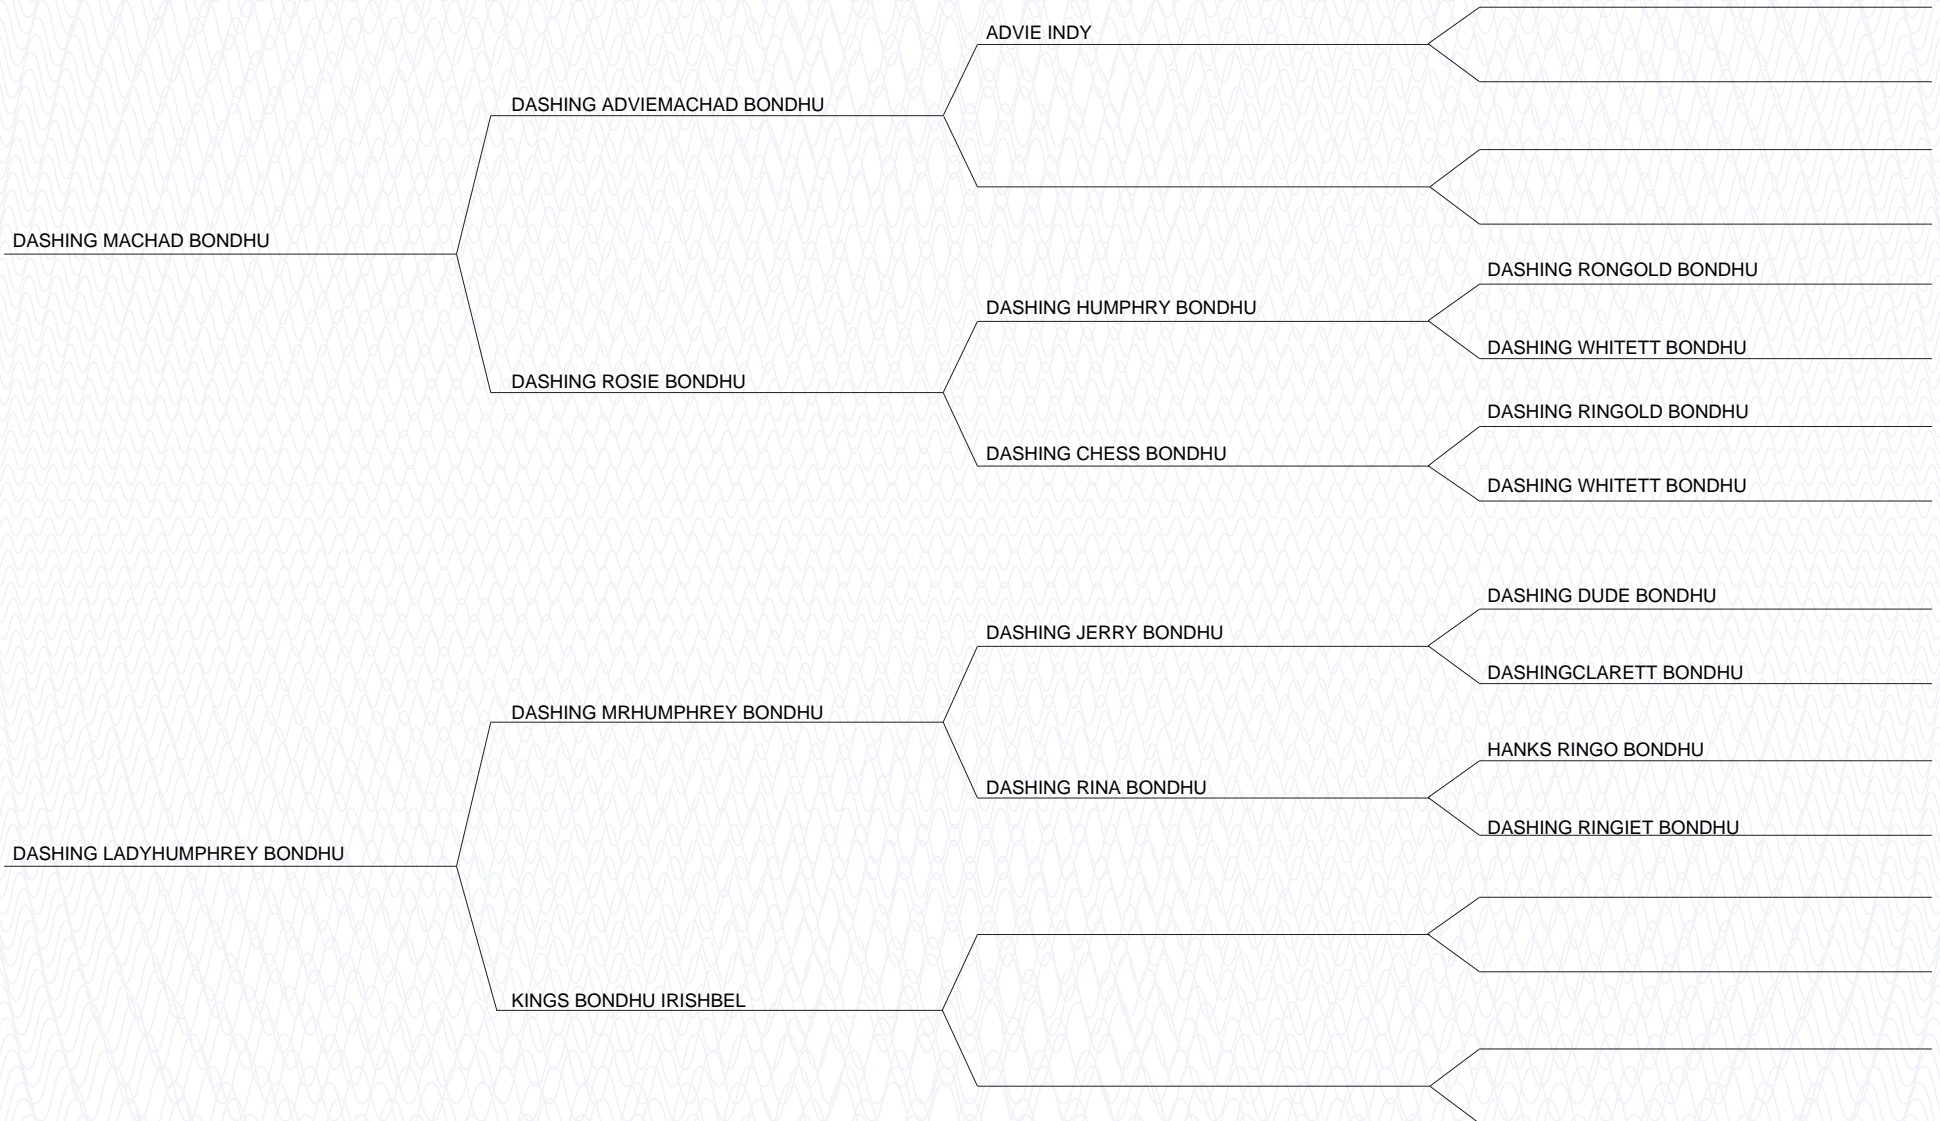 ADVIE INDY
DASHING ADVIEMACHAD BONDHU
DASHING MACHAD BONDHU
DASHING RONGOLD BONDHU
DASHING HUMPHRY BONDHU
DASHING WHITETT BONDHU
DASHING ROSIE BONDHU
DASHING RINGOLD BONDHU
DASHING CHESS BONDHU
DASHING WHITETT BONDHU
DASHING DUDE BONDHU
DASHING JERRY BONDHU
DASHINGCLARETT BONDHU
DASHING MRHUMPHREY BONDHU
HANKS RINGO BONDHU
DASHING RINA BONDHU
DASHING RINGIET BONDHU
DASHING LADYHUMPHREY BONDHU
KINGS BONDHU IRISHBEL